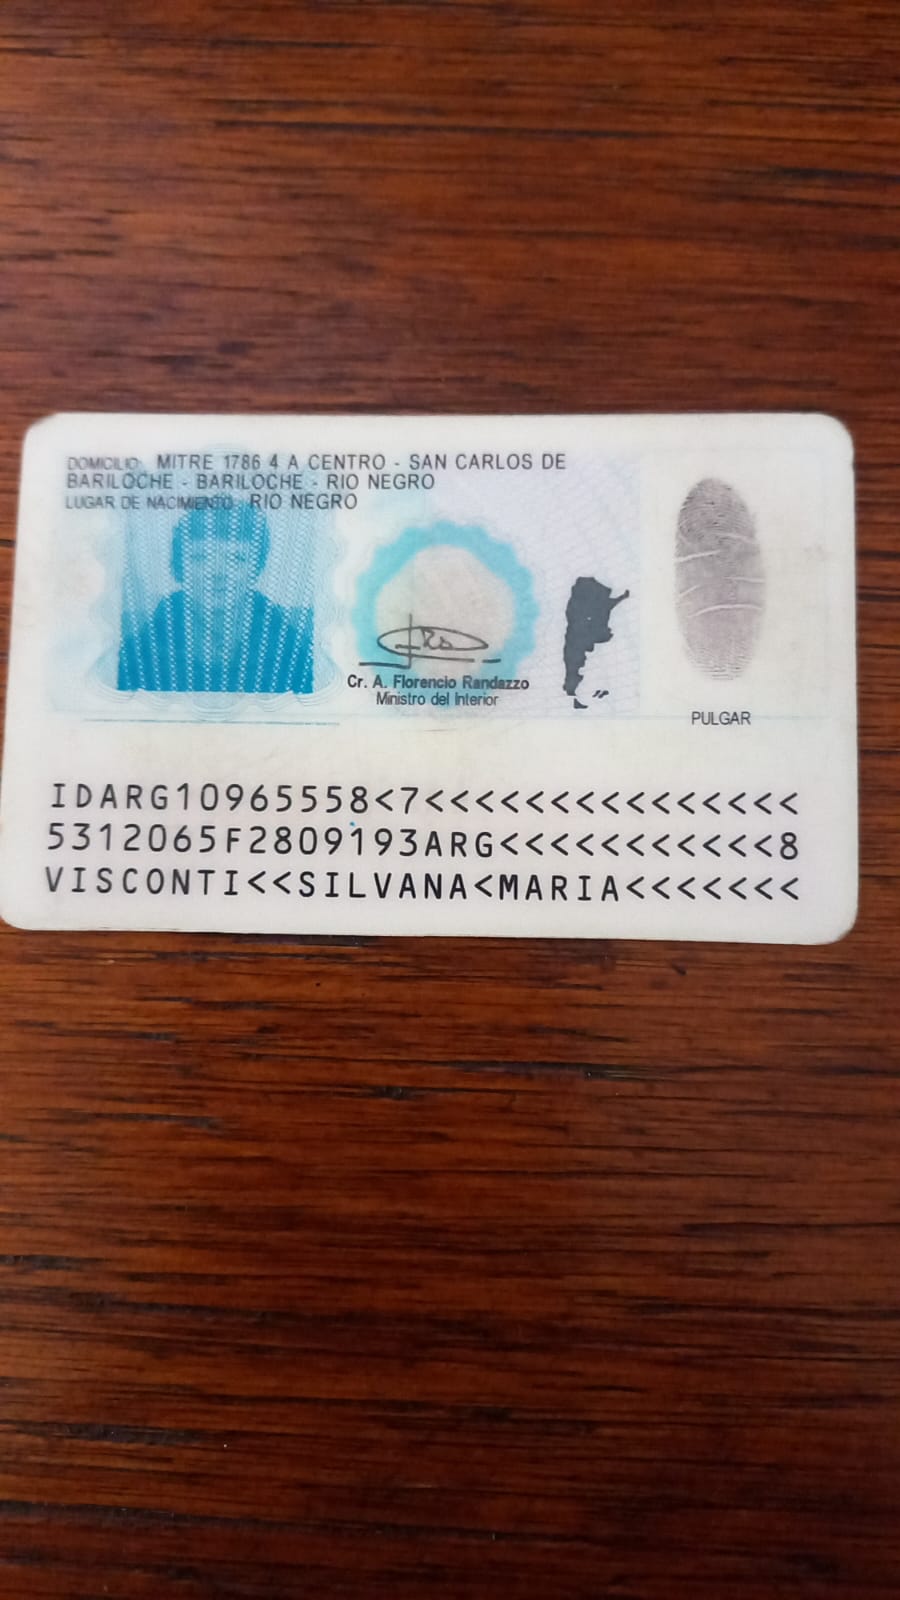 DOMICILIO: MITRE 1786 4 A CENTRO - SAN CARLOS DE
BARILOCHE - BARILOCHE - RIO NEGRO
LUGAR DE NACIMIENTO: RIO NEGRO
Cr. A. Florencio Randazzo
Ministro del Interior
PULGAR
IDARG10965558<7<<<<<<<<<<<<<<<
5312065F2809193ARG<<<<<<<<<<<8
VISCONTI<<SILVANA<MARIA<<<<<<<